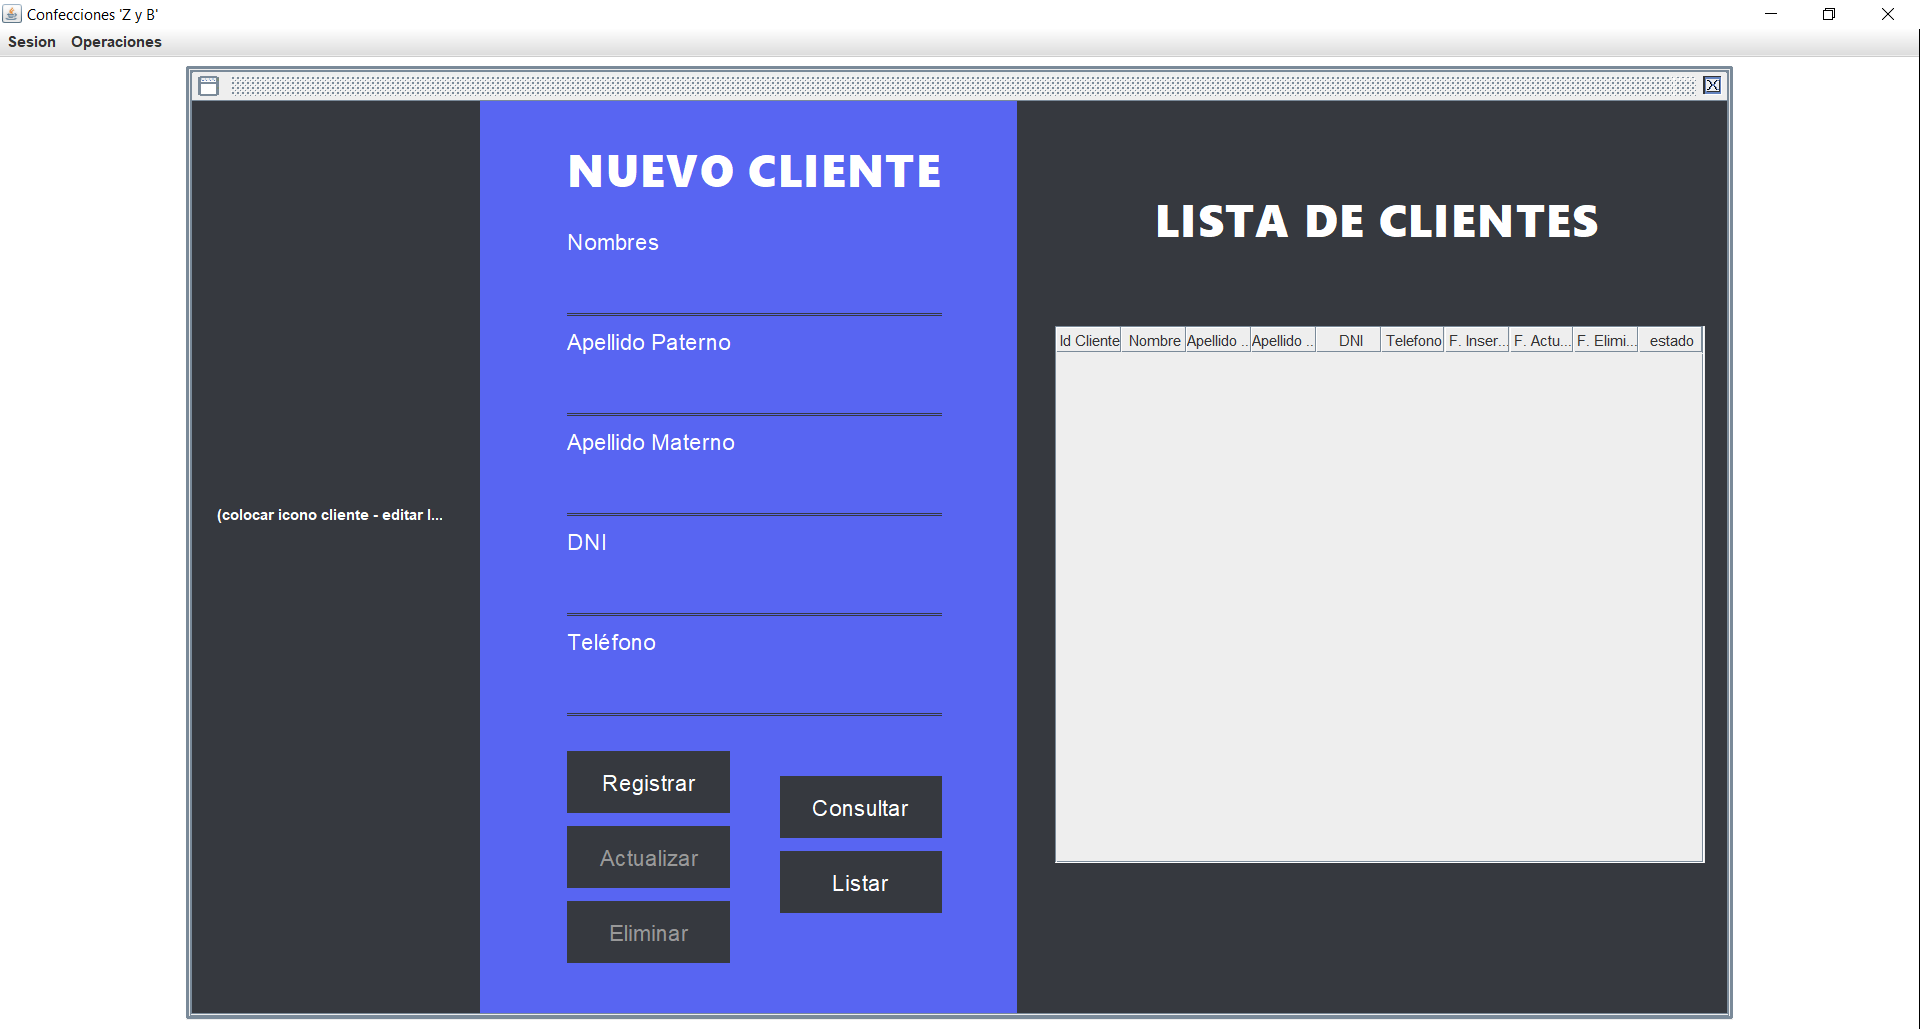 Confecciones 'Z y B'
Sesion Operaciones
(colocar icono cliente - editar l...
NUEVO CLIENTE
Nombres
Apellido Paterno
Apellido Materno
DNI
Teléfono
Registrar
Actualizar
Eliminar
Consultar
Listar
LISTA DE CLIENTES
Id Cliente Nombre Apellido .. Apellido .. DNI Telefono F. Inser... F. Actu... F. Elimi... estado